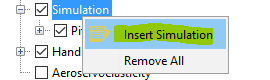 Simulation
Insert Simulation
Remove All
Aeroservoelasticity